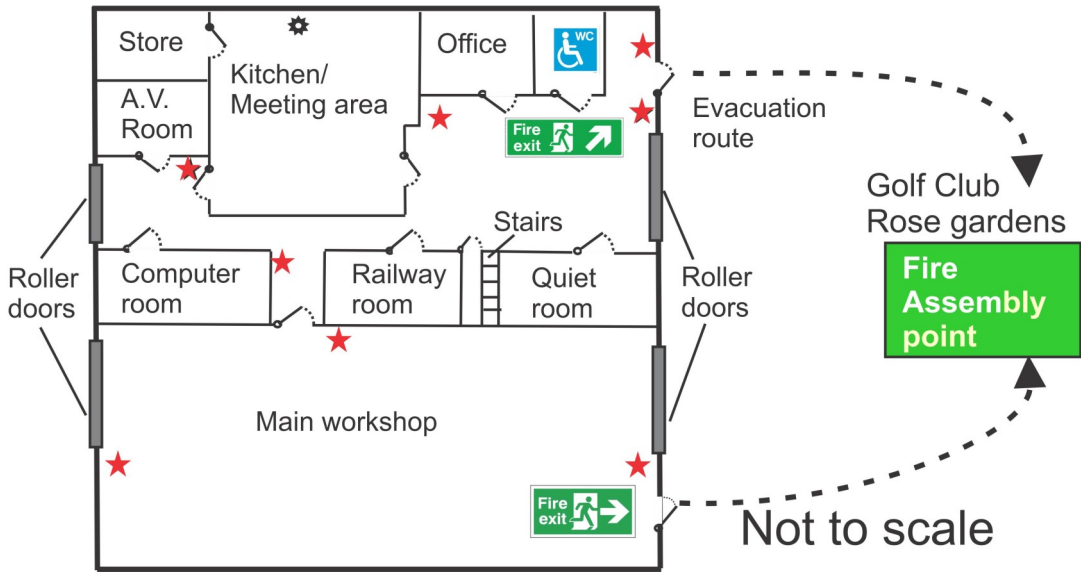 Store
Kitchen/
Meeting area
Office
WC
A.V.
Room
Fire
exit
Evacuation
route
Golf Club
Rose gardens
Fire
Assembly
point
Stairs
Roller
doors
Computer
room
Railway
room
Quiet
room
Roller
doors
Main workshop
Fire
exit
Not to scale